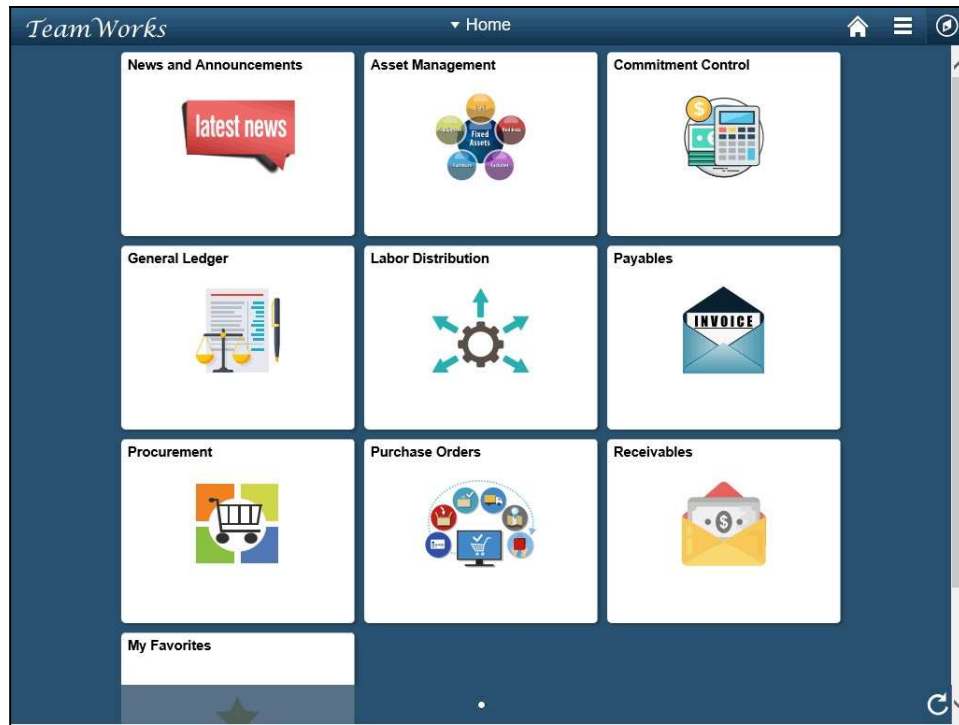 TeamWorks
Home
News and Announcements
Asset Management
Commitment Control
latest news
Fixed
Assets
General Ledger
Labor Distribution
Payables
INVOICE
Procurement
Purchase Orders
Receivables
My Favorites